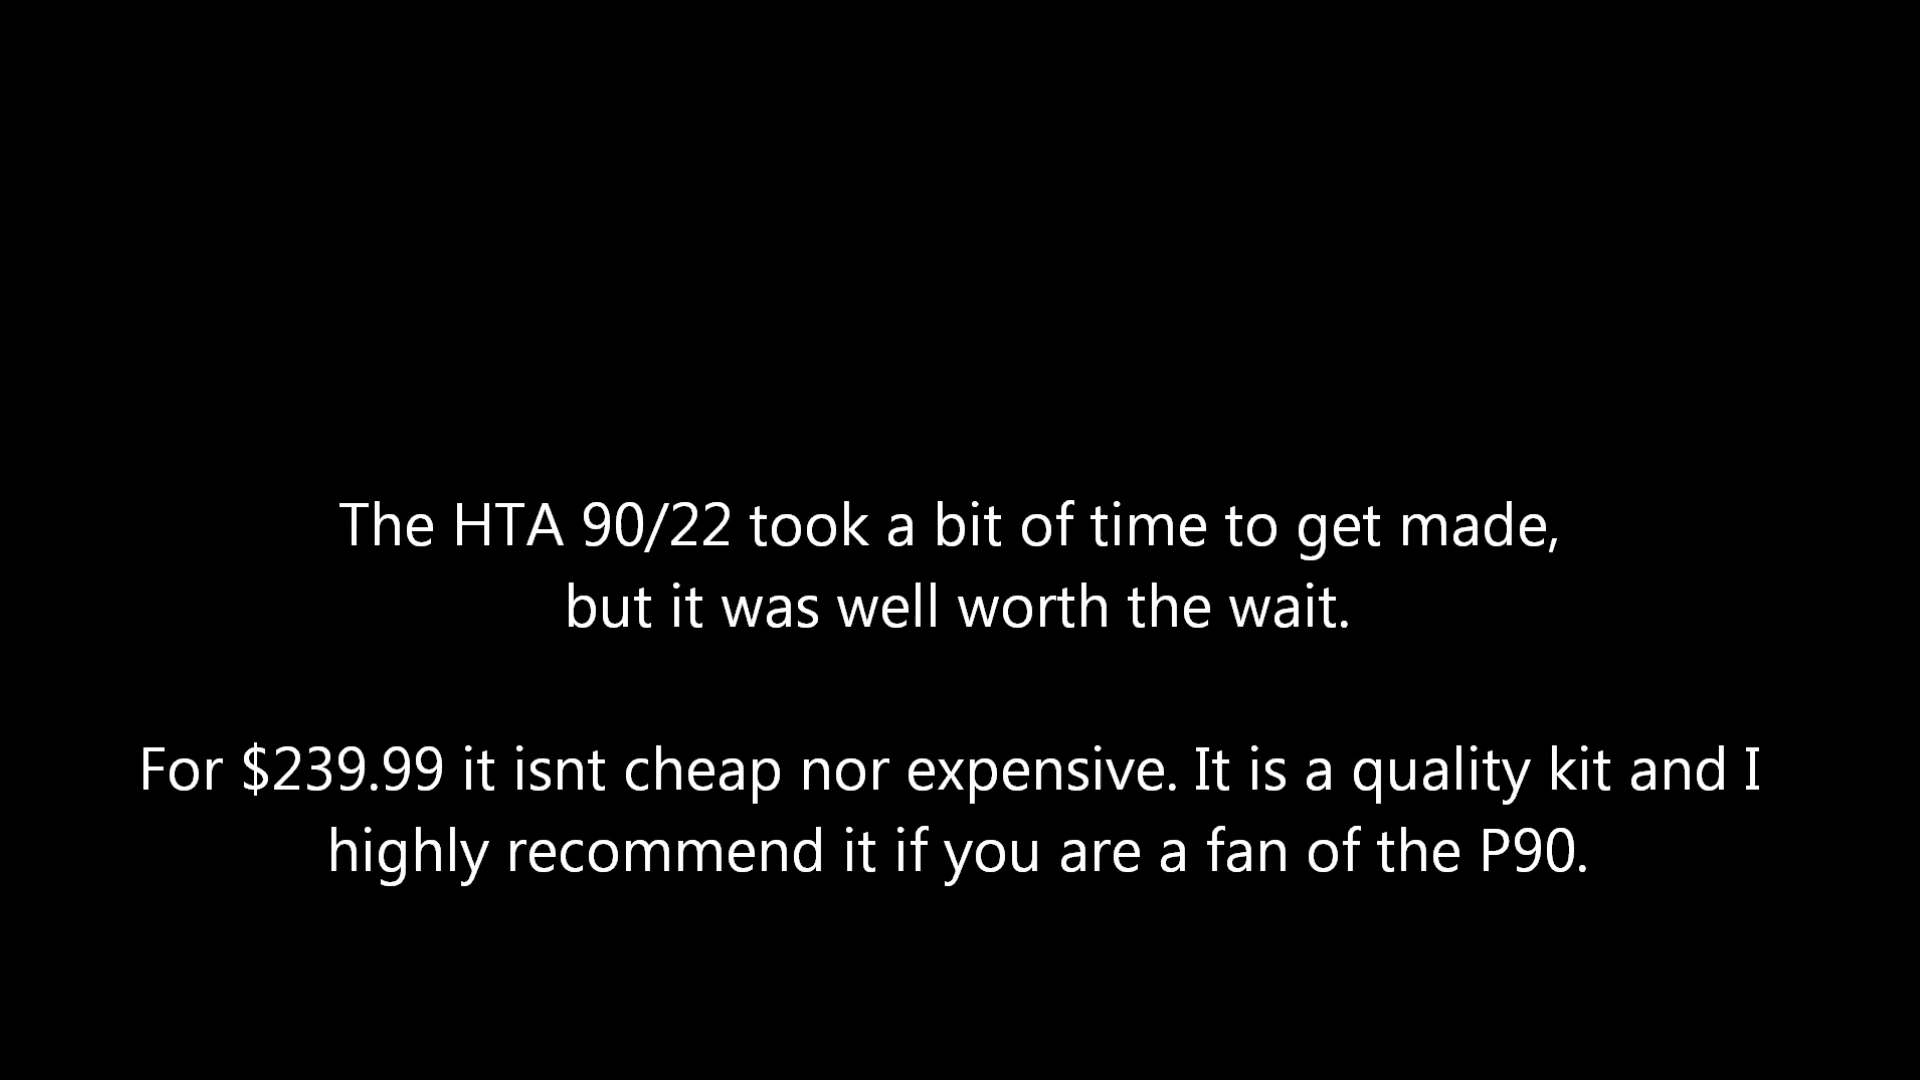 The HTA 90/22 took a bit of time to get made,
but it was well worth the wait.
For $239.99 it isnt cheap nor expensive. It is a quality kit and I
highly recommend it if you are a fan of the P90.